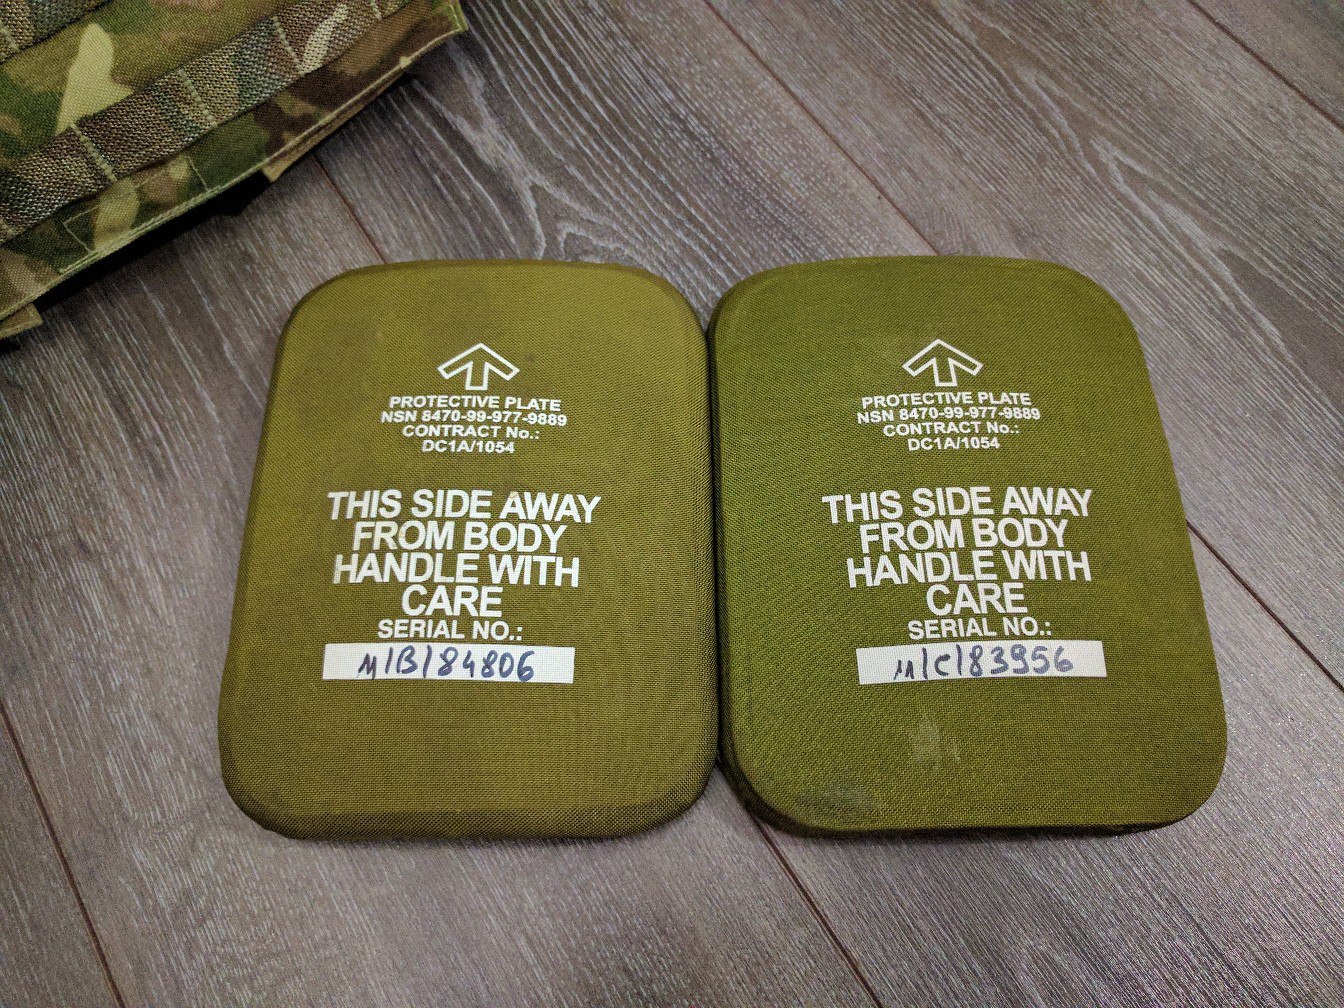 PROTECTIVE PLATE
NSN 8470-99-977-9889
CONTRACT No.:
DC1A/1054
THIS SIDE AWAY
FROM BODY
HANDLE WITH
CARE
SERIAL NO.:
M/B/84806
PROTECTIVE PLATE
NSN 8470-99-977-9889
CONTRACT No.:
DC1A/1054
THIS SIDE AWAY
FROM BODY
HANDLE WITH
CARE
SERIAL NO.:
M/C/83956